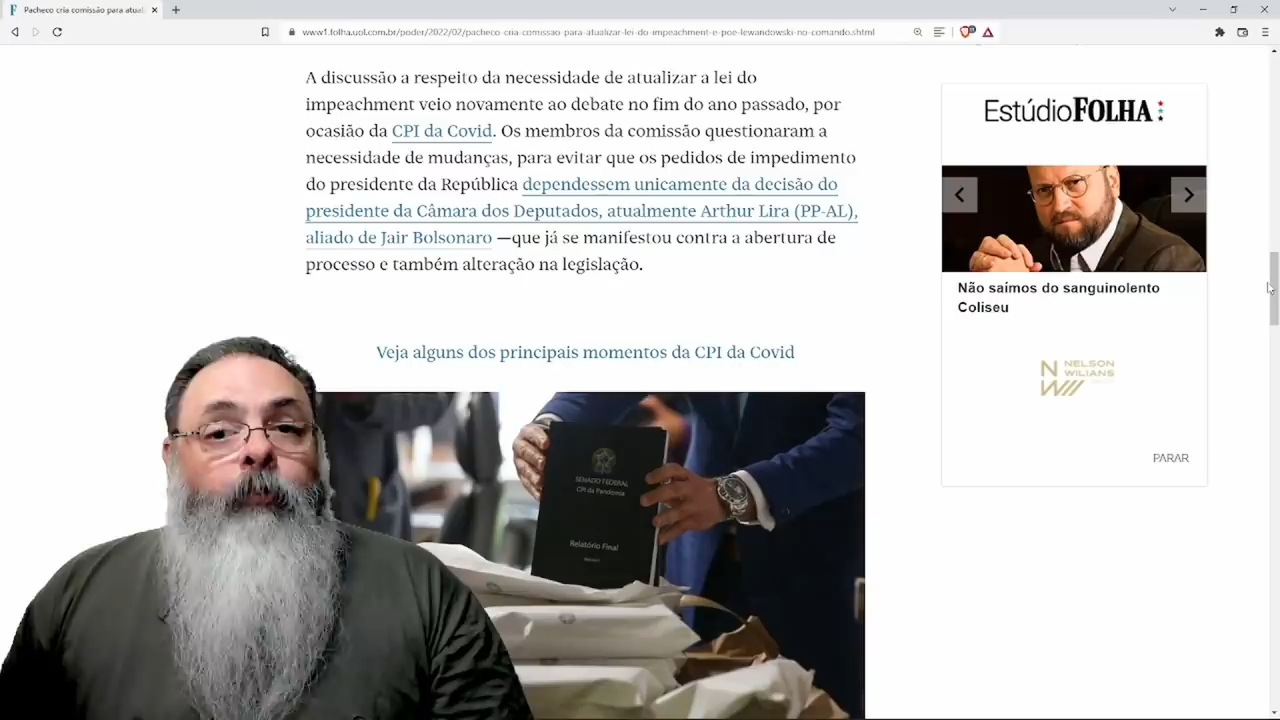 Pacheco cria comissão para atual
www1.folha.uol.com.br/poder/2022/02/pacheco-cria-comissao-para-atualizar-lei-do-impeachment-e-poe-lewandowski-no-comando.shtml
A discussão a respeito da necessidade de atualizar a lei do
impeachment veio novamente ao debate no fim do ano passado, por
ocasião da CPI da Covid. Os membros da comissão questionaram a
necessidade de mudanças, para evitar que os pedidos de impedimento
do presidente da República dependessem unicamente da decisão do
presidente da Câmara dos Deputados, atualmente Arthur Lira (PP-AL),
aliado de Jair Bolsonaro —que já se manifestou contra a abertura de
processo e também alteração na legislação.
Veja alguns dos principais momentos da CPI da Covid
SENADO FEDERAL
CPI da Pandemia
Relatório Final
EstúdioFOLHA
Não saímos do sanguinolento
Coliseu
NELSON
WILIANS
PARAR